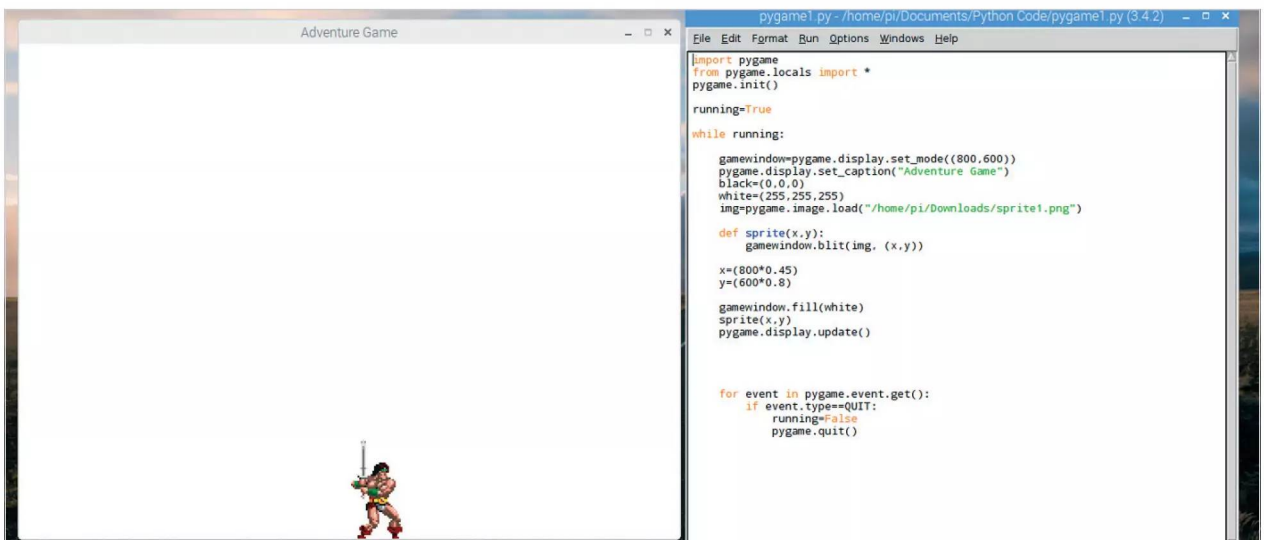 Adventure Game
pygame1.py - /home/pi/Documents/Python Code/pygame1.py (3.4.2)
File Edit Format Run Options Windows Help
import pygame
from pygame.locals import *
pygame.init()
running=True
while running:
gamewindow=pygame.display.set_mode((800,600))
pygame.display.set_caption("Adventure Game")
black=(0,0,0)
white=(255,255,255)
img=pygame.image.load("/home/pi/Downloads/sprite1.png")
def sprite(x,y):
gamewindow.blit(img, (x,y))
x=(800*0.45)
y=(600*0.8)
gamewindow.fill(white)
sprite(x,y)
pygame.display.update()
for event in pygame.event.get():
if event.type==QUIT:
running=False
pygame.quit()